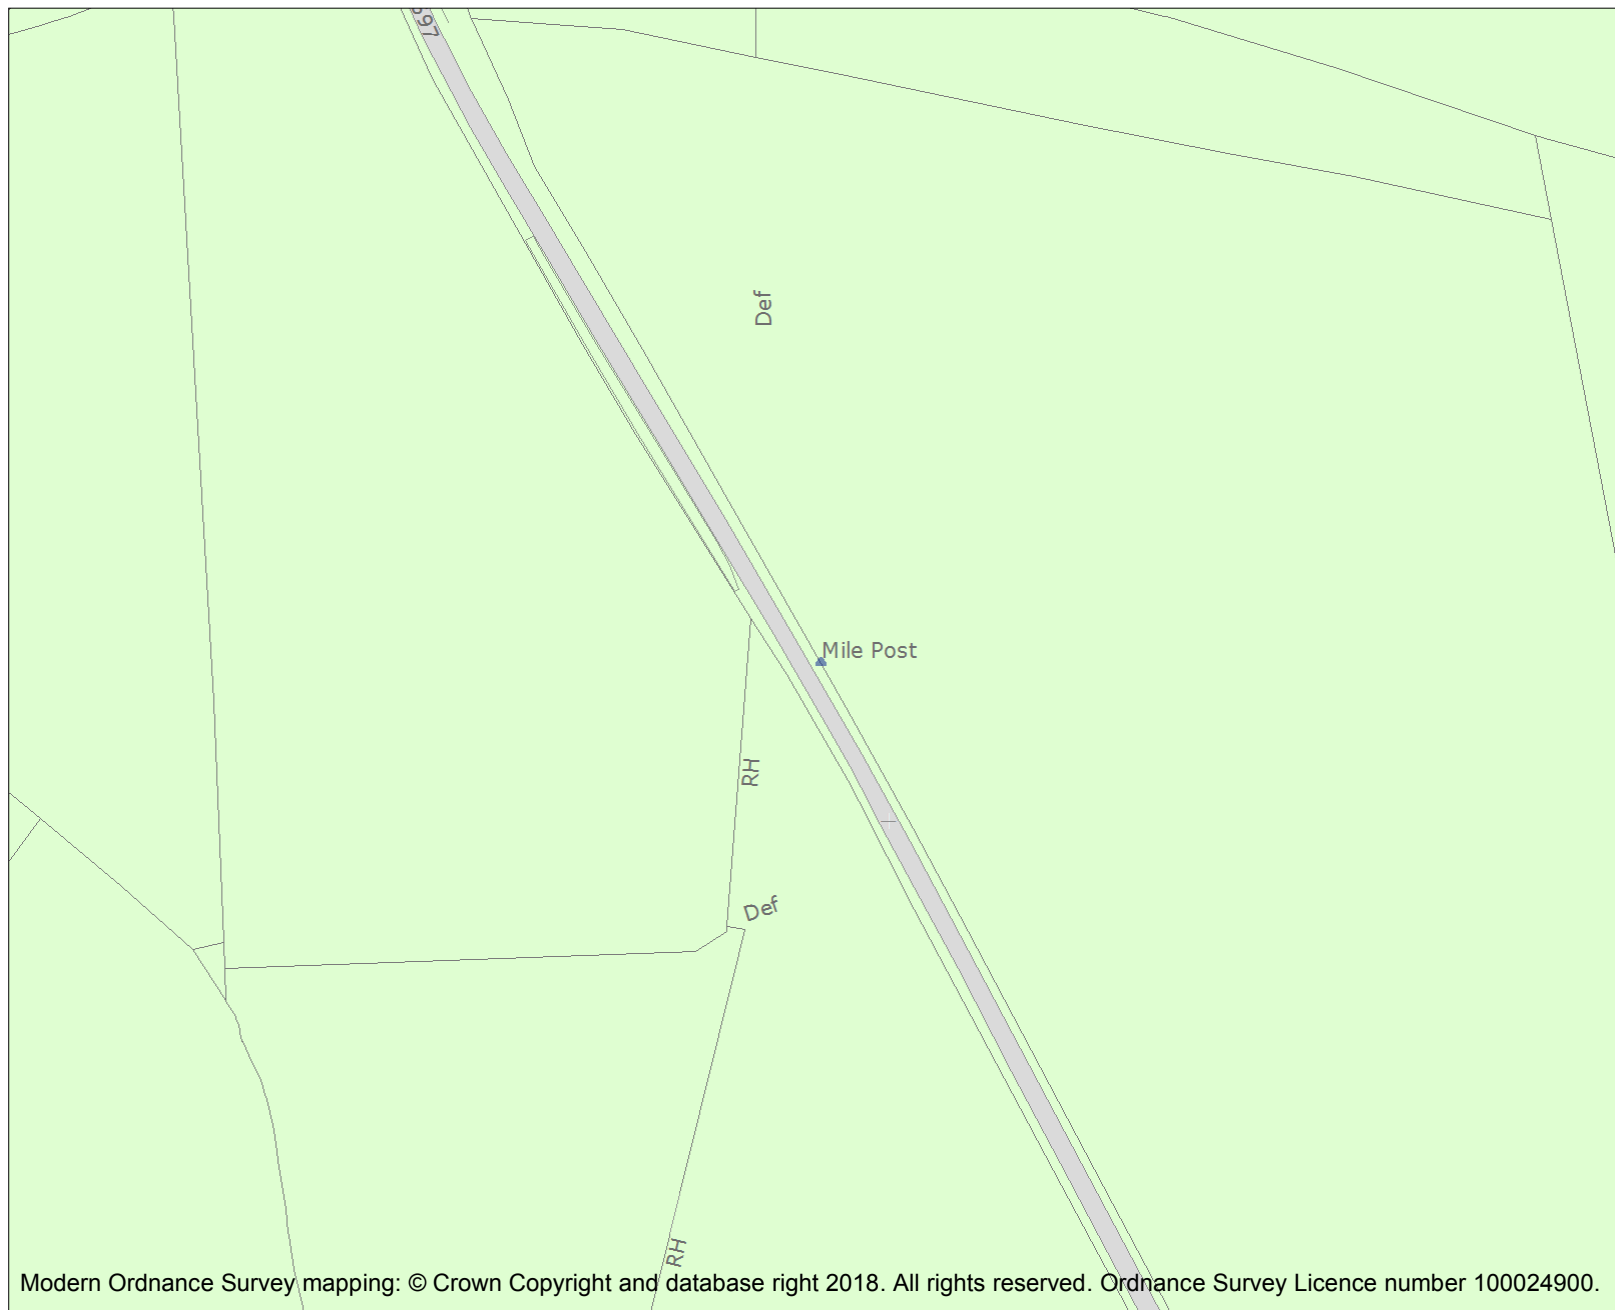 697
Def
Mile Post
RH
Def
RH
Modern Ordnance Survey mapping: © Crown Copyright and database right 2018. All rights reserved. Ordnance Survey Licence number 100024900.